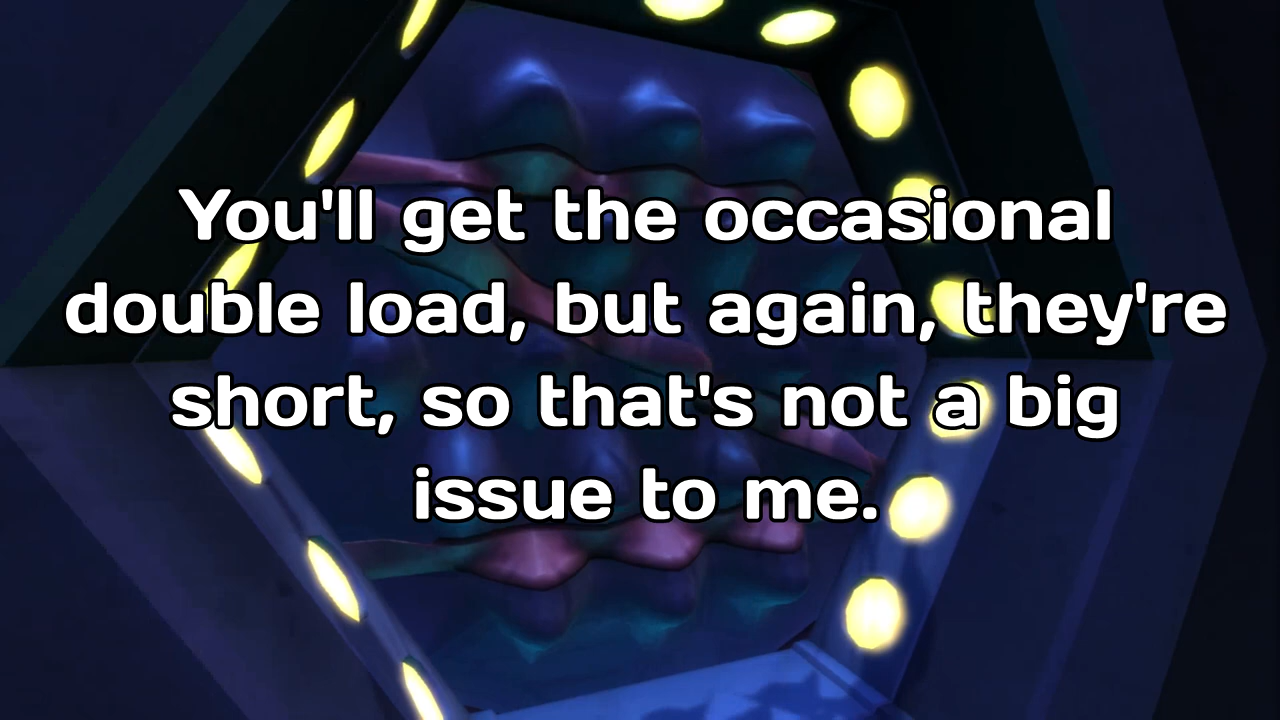 You'll get the occasional
double load, but again, they're
short, so that's not a big
issue to me.